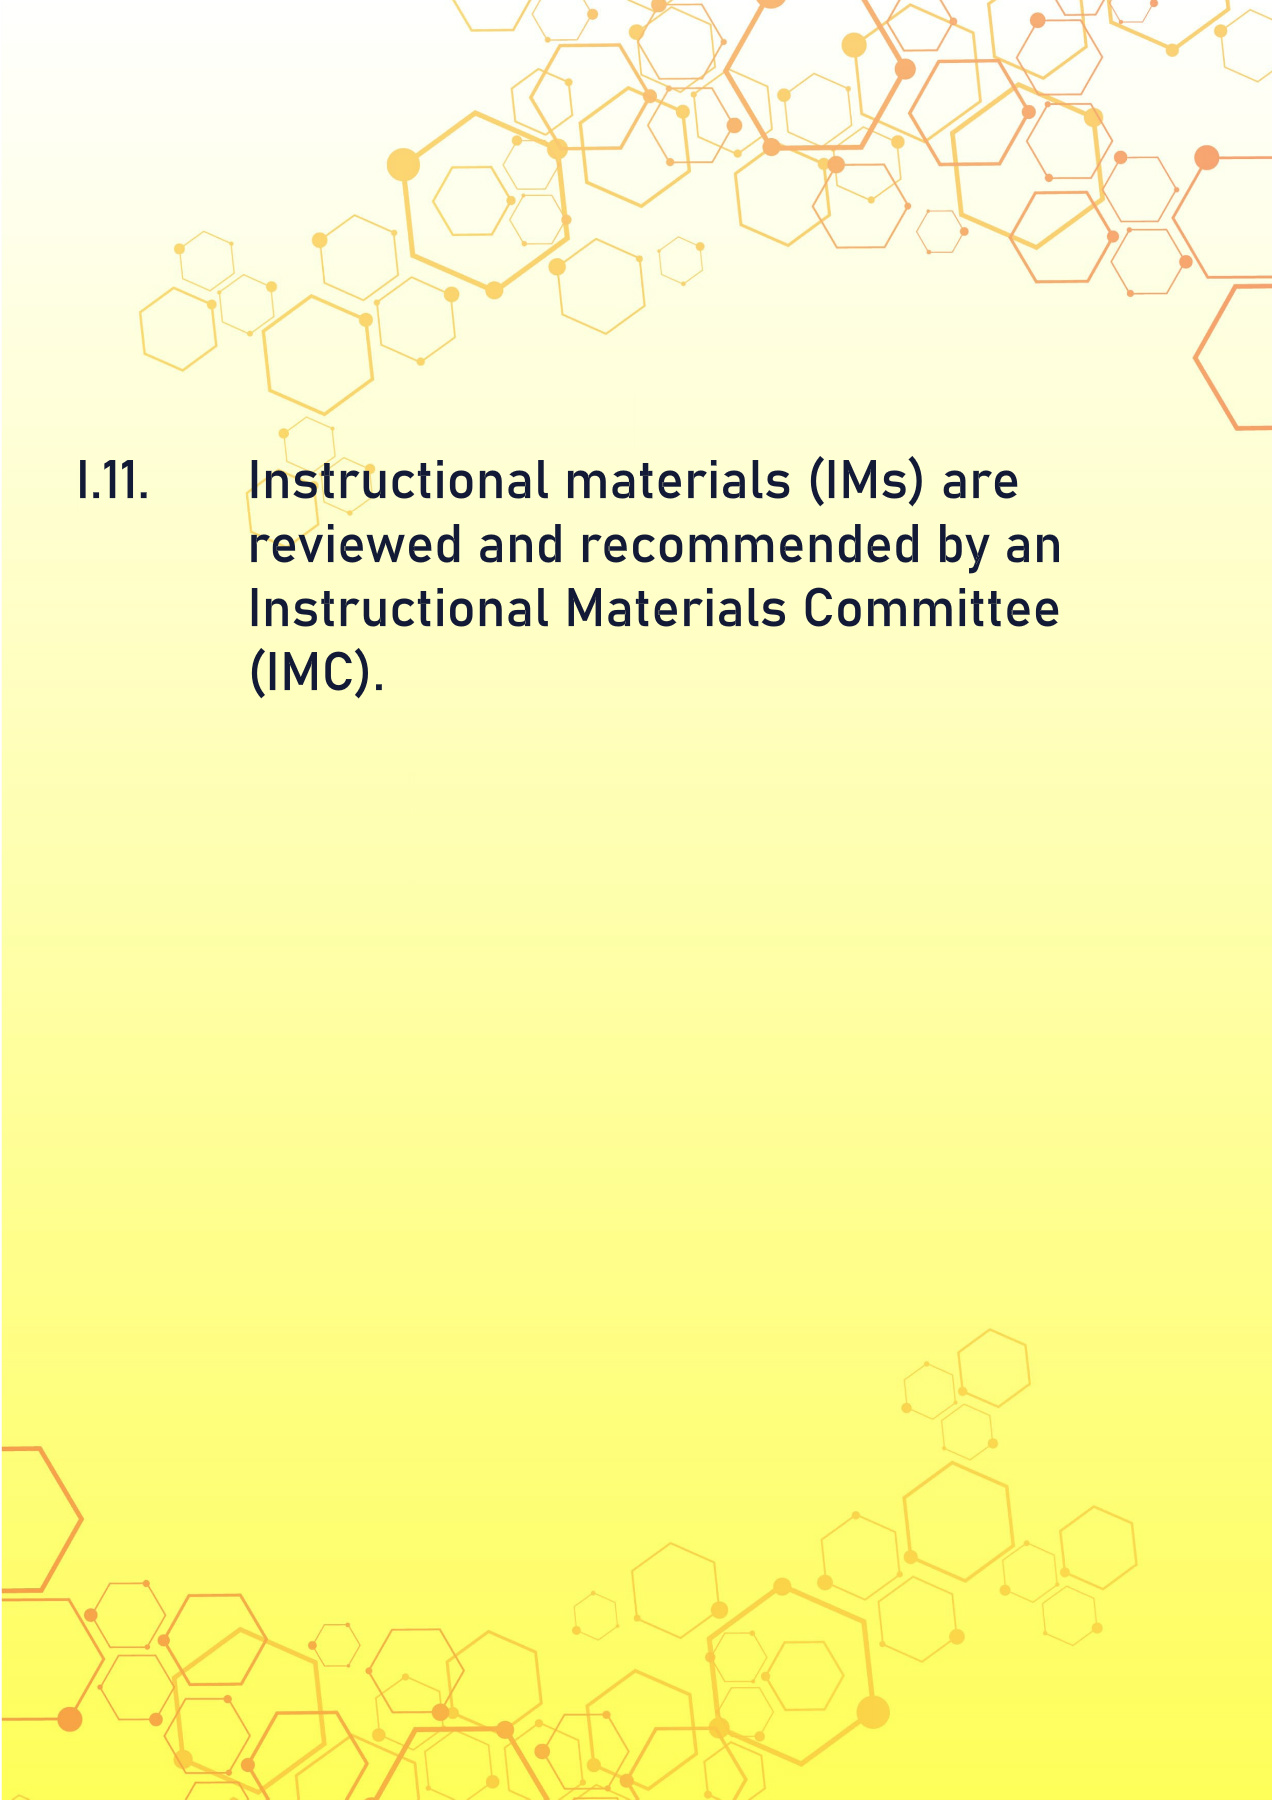 I.11. Instructional materials (IMs) are
reviewed and recommended by an
Instructional Materials Committee
(IMC).